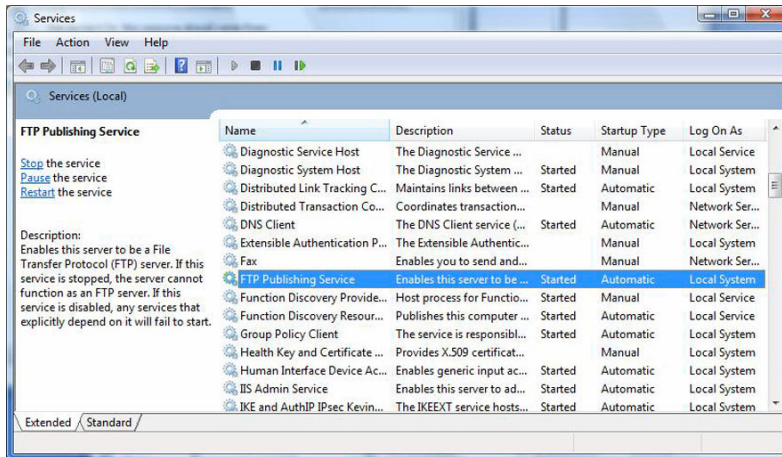 Services
File Action View Help
Services (Local)
FTP Publishing Service
Stop the service
Pause the service
Restart the service
Description:
Enables this server to be a File
Transfer Protocol (FTP) server. If this
service is stopped, the server cannot
function as an FTP server. If this
service is disabled, any services that
explicitly depend on it will fail to start.
Name Description Status Startup Type Log On As
Diagnostic Service Host The Diagnostic Service ... Manual Local Service
Diagnostic System Host The Diagnostic System ... Started Manual Local System
Distributed Link Tracking C... Maintains links between ... Started Automatic Local System
Distributed Transaction Co... Coordinates transaction... Manual Network Ser...
DNS Client The DNS Client service (... Started Automatic Network Ser...
Extensible Authentication P... The Extensible Authentic... Manual Local System
Fax Enables you to send and... Manual Network Ser...
FTP Publishing Service Enables this server to be ... Started Automatic Local System
Function Discovery Provide... Host process for Functio... Started Manual Local Service
Function Discovery Resour... Publishes this computer ... Started Automatic Local Service
Group Policy Client The service is responsibl... Started Automatic Local System
Health Key and Certificate ... Provides X.509 certificat... Manual Local System
Human Interface Device Ac... Enables generic input ac... Started Automatic Local System
IIS Admin Service Enables this server to ad... Started Automatic Local System
IKE and AuthIP IPsec Keyin... The IKEEXT service hosts... Started Automatic Local System
Extended Standard